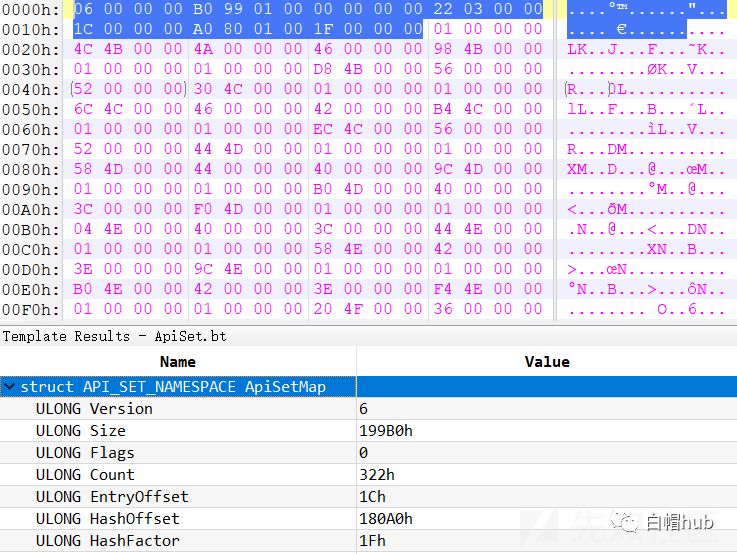 0000h: 06 00 00 00 B0 99 01 00 00 00 00 00 22 03 00 00 ....°™......"...
0010h: 1C 00 00 00 A0 80 01 00 1F 00 00 00 01 00 00 00 .... €..........
0020h: 4C 4B 00 00 4A 00 00 00 46 00 00 00 98 4B 00 00 LK..J...F...˜K..
0030h: 01 00 00 00 01 00 00 00 D8 4B 00 00 56 00 00 00 ........ØK..V...
0040h: 52 00 00 00 30 4C 00 00 01 00 00 00 01 00 00 00 R...0L..........
0050h: 6C 4C 00 00 46 00 00 00 42 00 00 00 B4 4C 00 00 lL..F...B...´L..
0060h: 01 00 00 00 01 00 00 00 EC 4C 00 00 56 00 00 00 ........ìL..V...
0070h: 52 00 00 00 44 4D 00 00 01 00 00 00 01 00 00 00 R...DM..........
0080h: 58 4D 00 00 44 00 00 00 40 00 00 00 9C 4D 00 00 XM..D...@...œM..
0090h: 01 00 00 00 01 00 00 00 B0 4D 00 00 40 00 00 00 ........°M..@...
00A0h: 3C 00 00 00 F0 4D 00 00 01 00 00 00 01 00 00 00 <...ðM..........
00B0h: 04 4E 00 00 40 00 00 00 3C 00 00 00 44 4E 00 00 .N..@...<...DN..
00C0h: 01 00 00 00 01 00 00 00 58 4E 00 00 42 00 00 00 ........XN..B...
00D0h: 3E 00 00 00 9C 4E 00 00 01 00 00 00 01 00 00 00 >...œN..........
00E0h: B0 4E 00 00 42 00 00 00 3E 00 00 00 F4 4E 00 00 °N..B...>...ôN..
00F0h: 01 00 00 00 01 00 00 00 20 4F 00 00 36 00 00 00 ........ O..6...
Template Results - ApiSet.bt
Name Value
struct API_SET_NAMESPACE ApiSetMap
ULONG Version 6
ULONG Size 199B0h
ULONG Flags 0
ULONG Count 322h
ULONG EntryOffset 1Ch
ULONG HashOffset 180A0h
ULONG HashFactor 1Fh
先知社区
白帽hub